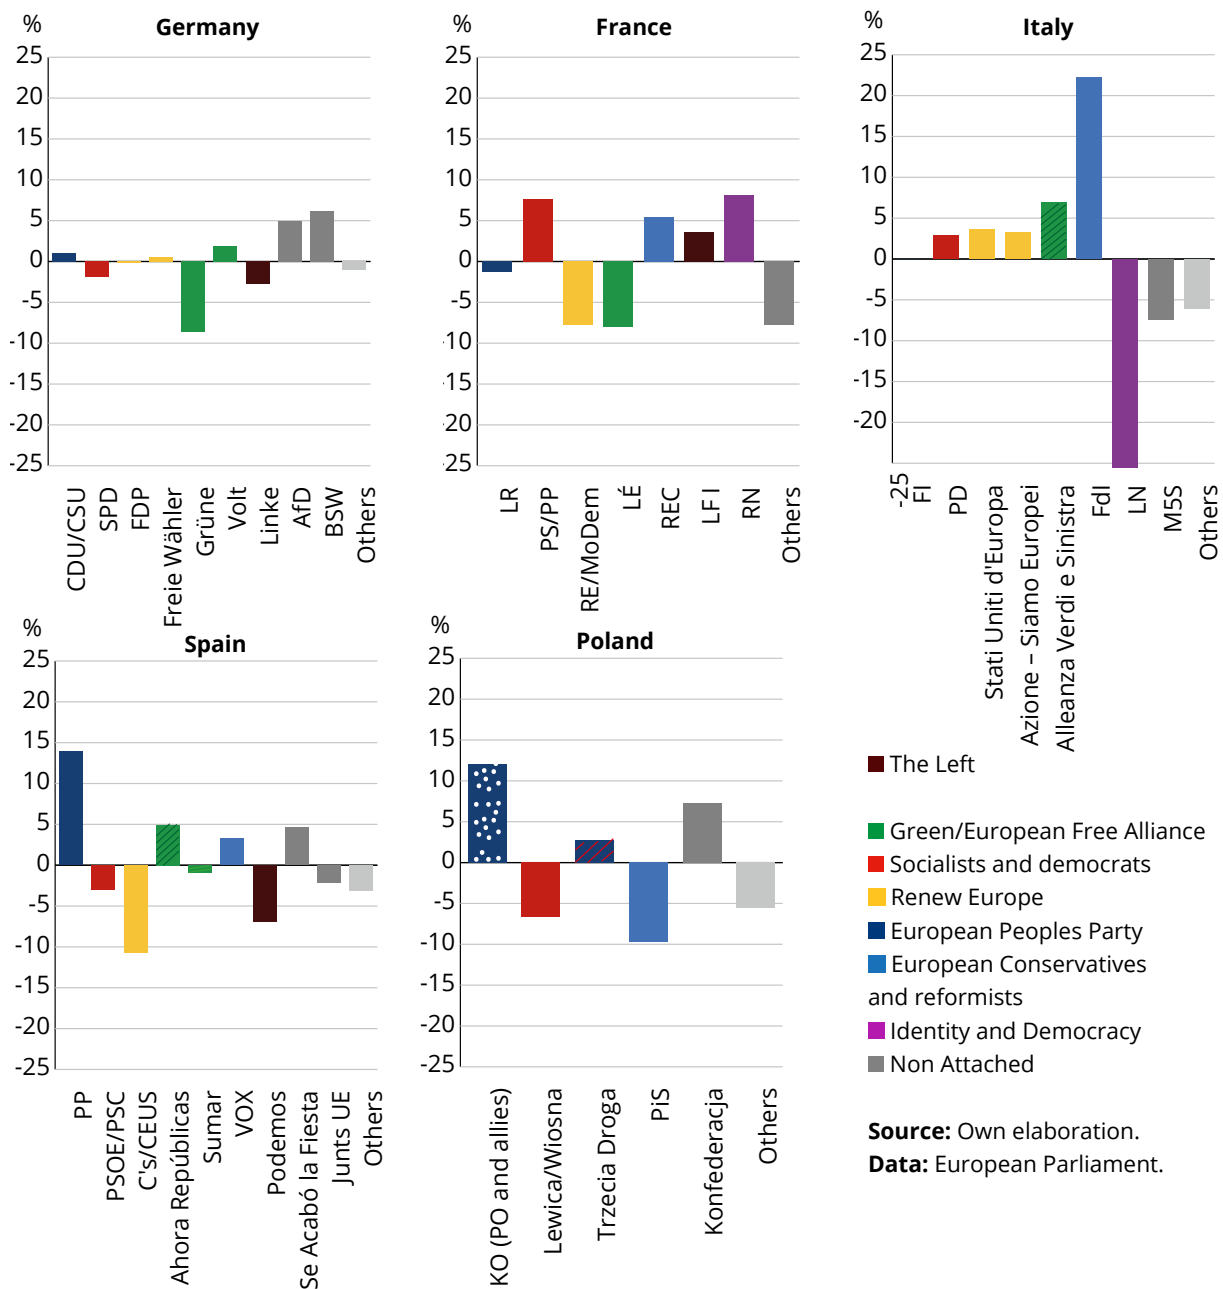 %
Germany
25
20
15
10
5
0
-5
-10
-15
-20
-25
CDU/CSU
SPD
FDP
Freie Wähler
Grüne
Volt
Linke
AfD
BSW
Others
%
France
25
20
15
10
5
0
-5
-10
-15
-20
-25
LR
PS/PP
RE/MoDem
LÉ
REC
LF I
RN
Others
%
Italy
25
20
15
10
5
0
-5
-10
-15
-20
-25
FI
PD
Stati Uniti d'Europa
Azione – Siamo Europei
Alleanza Verdi e Sinistra
FdI
LN
M5S
Others
%
Spain
25
20
15
10
5
0
-5
-10
-15
-20
-25
PP
PSOE/PSC
C's/CEUS
Ahora Repúblicas
Sumar
VOX
Podemos
Se Acabó la Fiesta
Junts UE
Others
%
Poland
25
20
15
10
5
0
-5
-10
-15
-20
-25
KO (PO and allies)
Lewica/Wiosna
Trzecia Droga
PiS
Konfederacja
Others
The Left
Green/European Free Alliance
Socialists and democrats
Renew Europe
European Peoples Party
European Conservatives
and reformists
Identity and Democracy
Non Attached
Source: Own elaboration.
Data: European Parliament.